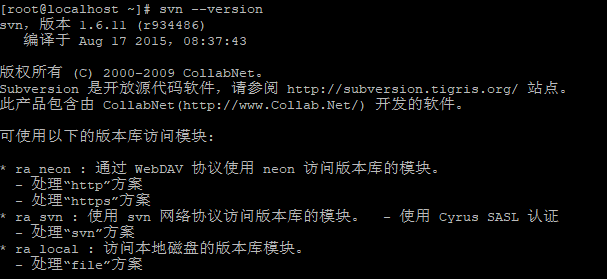 [root@localhost ~]# svn --version
svn，版本 1.6.11 (r934486)
编译于 Aug 17 2015，08:37:43
版权所有 (C) 2000-2009 CollabNet。
Subversion 是开放源代码软件，请参阅 http://subversion.tigris.org/ 站点。
此产品包含由 CollabNet(http://www.Collab.Net/) 开发的软件。
可使用以下的版本库访问模块:
* ra_neon : 通过 WebDAV 协议使用 neon 访问版本库的模块。
- 处理“http”方案
- 处理“https”方案
* ra_svn : 使用 svn 网络协议访问版本库的模块。 - 使用 Cyrus SASL 认证
- 处理“svn”方案
* ra_local : 访问本地磁盘的版本库模块。
- 处理“file”方案